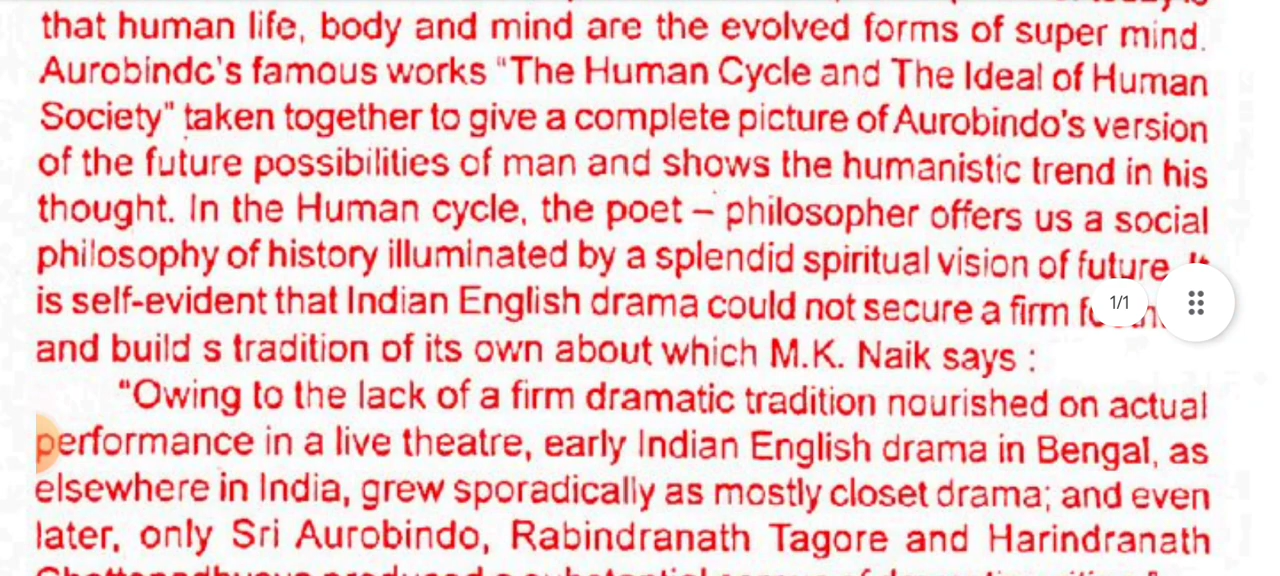 that human life, body and mind are the evolved forms of super mind.
Aurobindc's famous works "The Human Cycle and The Ideal of Human
Society" taken together to give a complete picture of Aurobindo's version
of the future possibilities of man and shows the humanistic trend in his
thought. In the Human cycle, the poet – philosopher offers us a social
philosophy of history illuminated by a splendid spiritual vision of future. It
is self-evident that Indian English drama could not secure a firm
1/1
and build s tradition of its own about which M.K. Naik says :
"Owing to the lack of a firm dramatic tradition nourished on actual
performance in a live theatre, early Indian English drama in Bengal, as
elsewhere in India, grew sporadically as mostly closet drama; and even
later, only Sri Aurobindo, Rabindranath Tagore and Harindranath